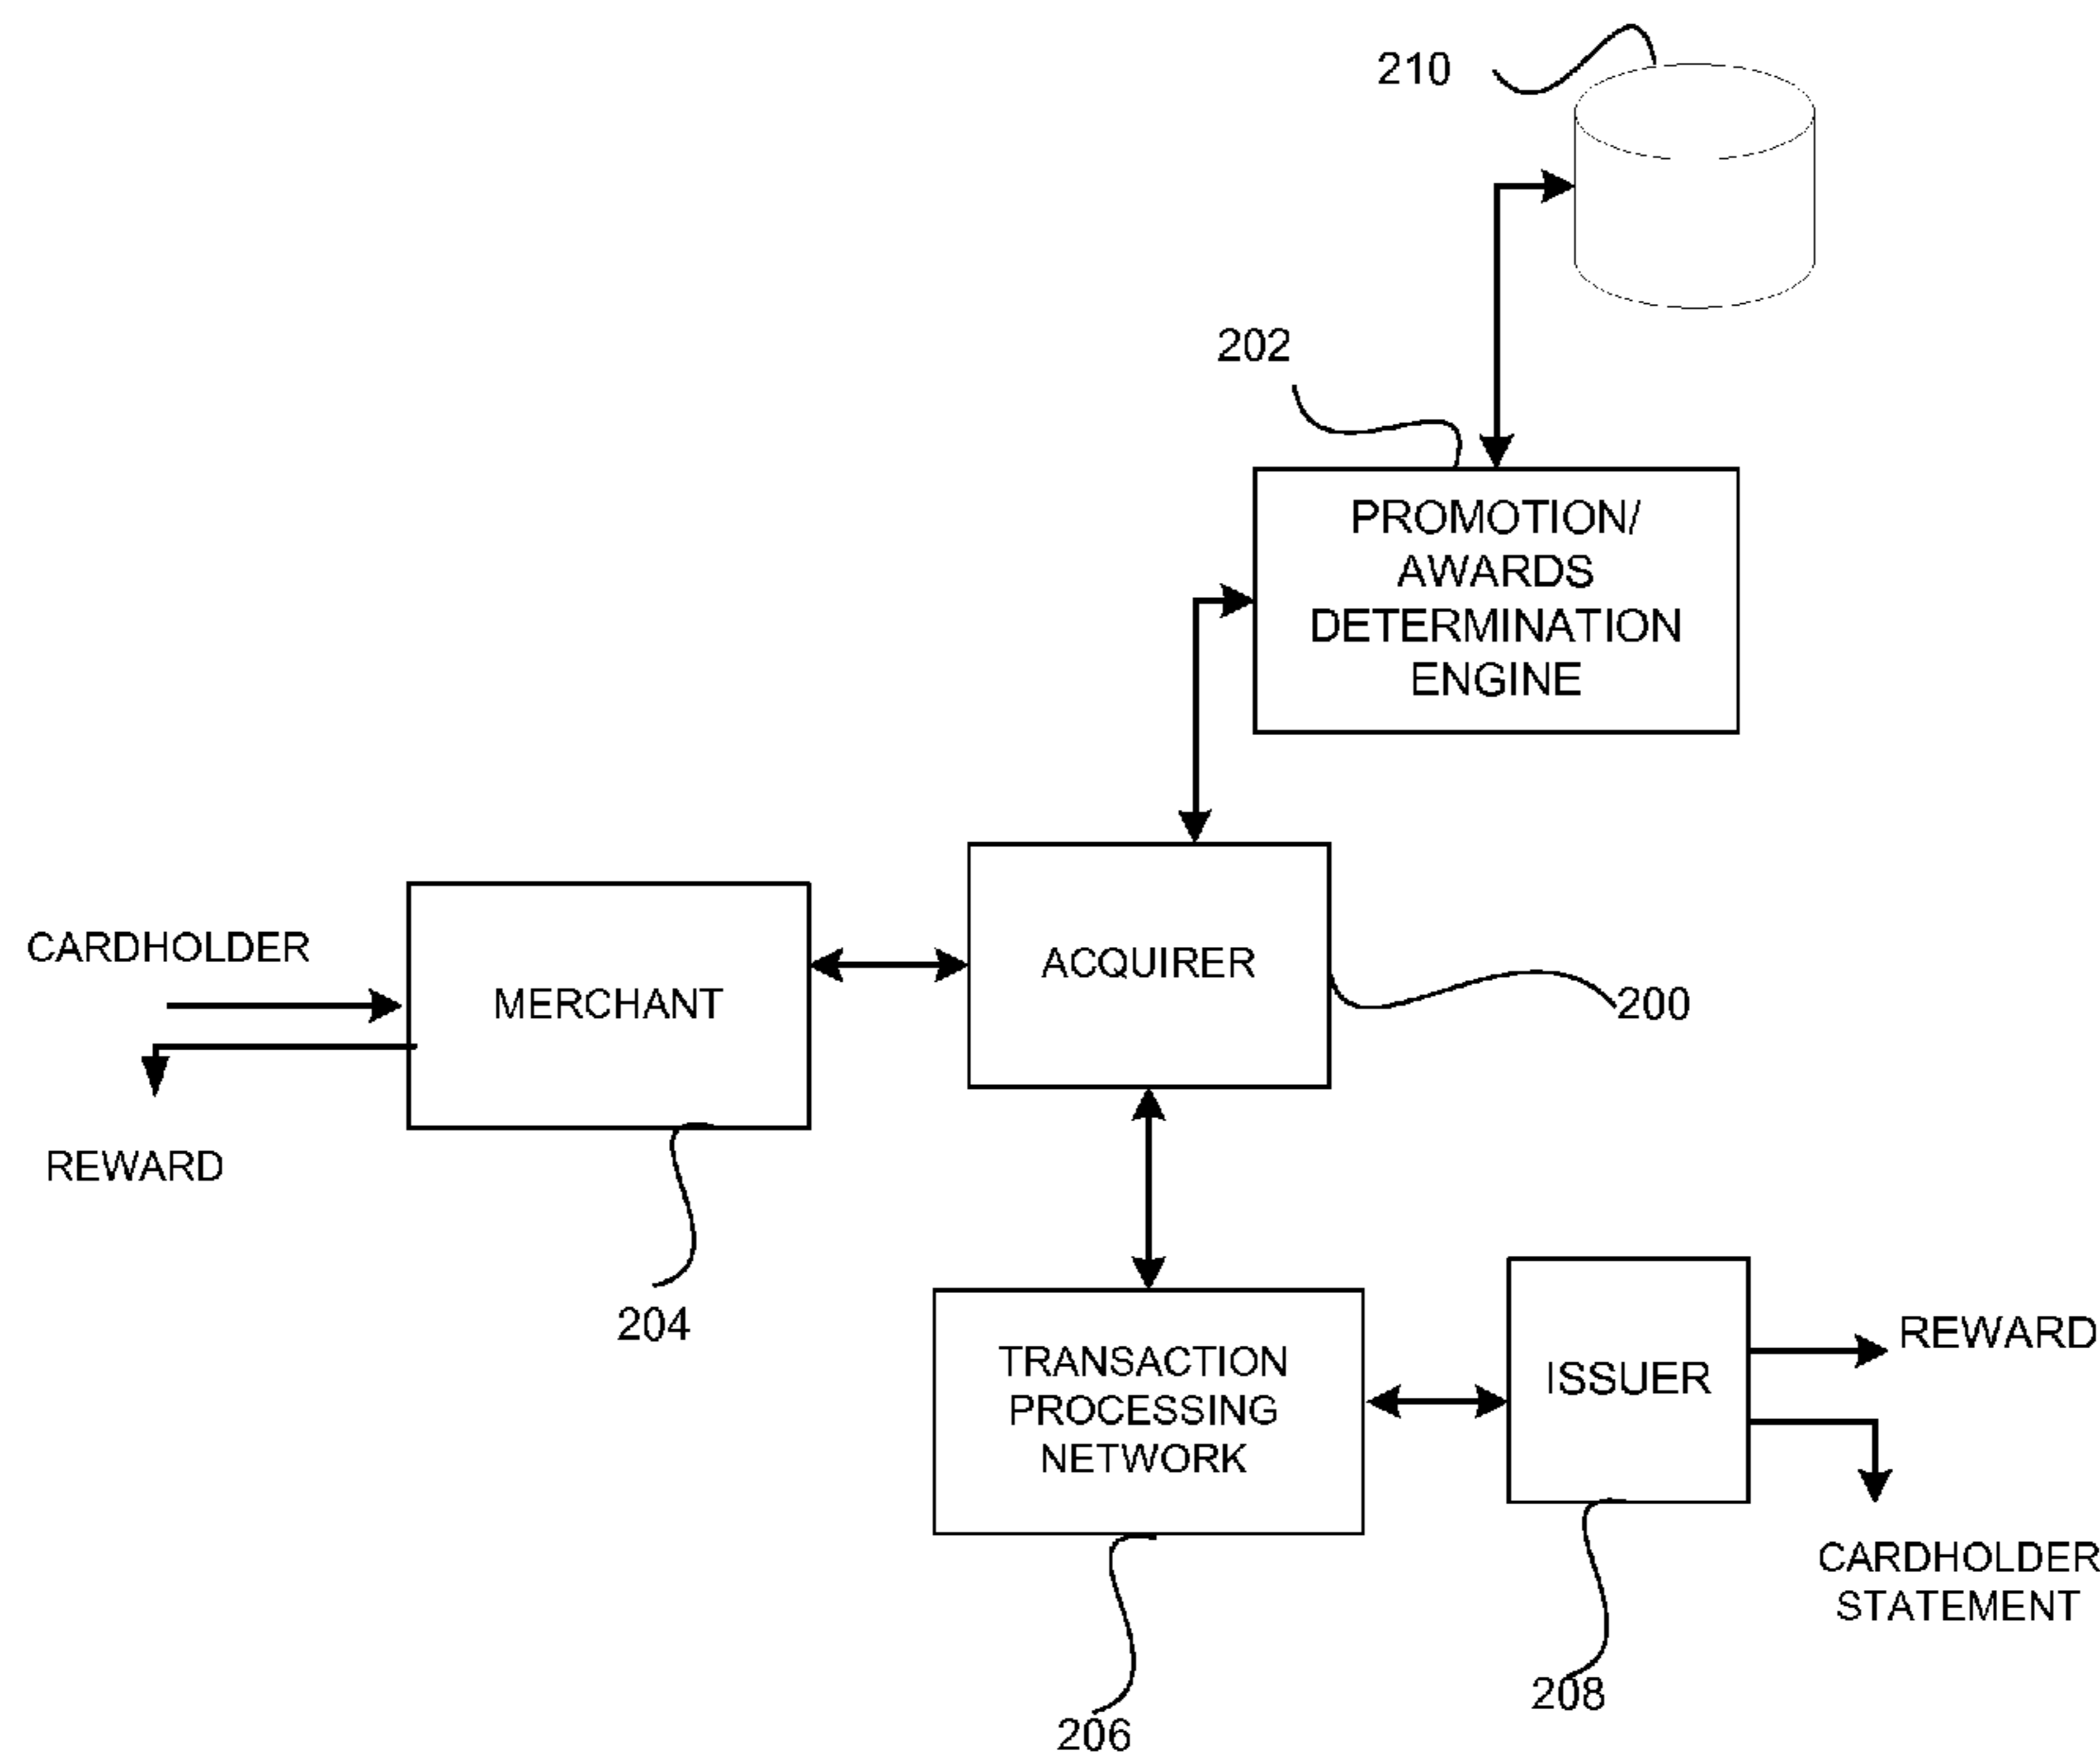 210
202
PROMOTION/
AWARDS
DETERMINATION
ENGINE
CARDHOLDER
MERCHANT
ACQUIRER
200
REWARD
204
TRANSACTION
PROCESSING
NETWORK
ISSUER
REWARD
CARDHOLDER
STATEMENT
208
206